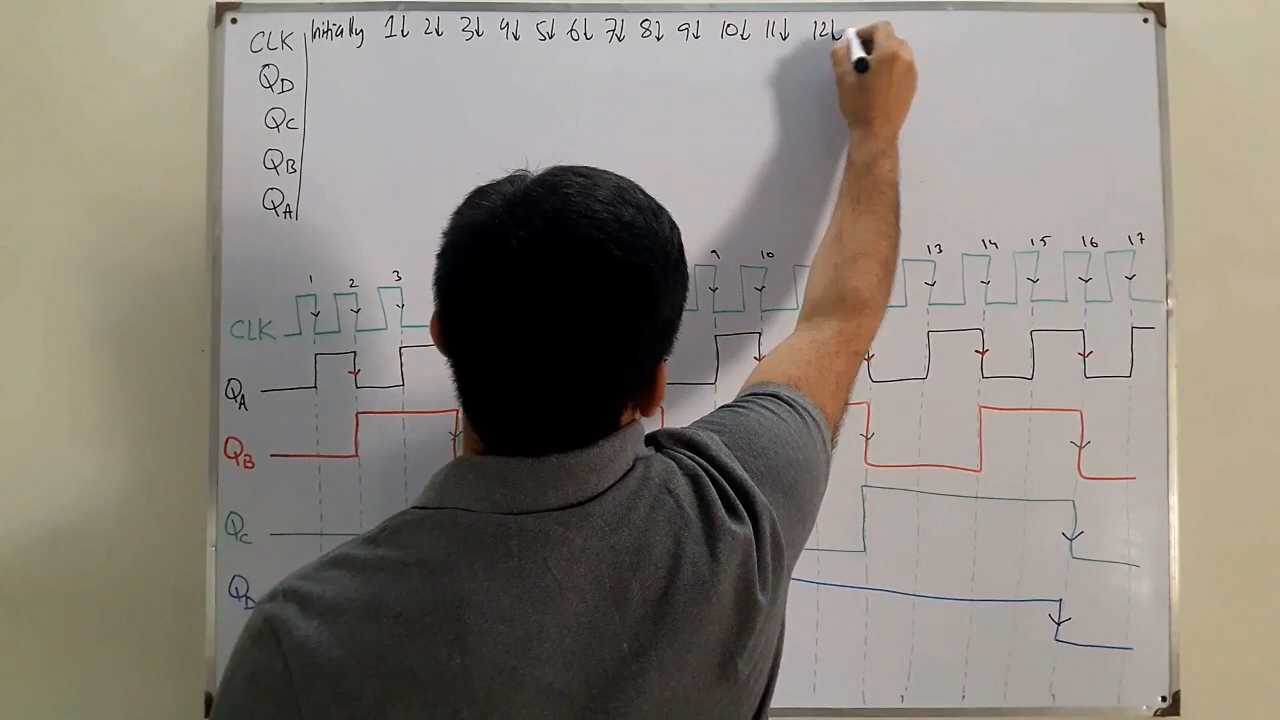 CLK Initially 1↓ 2↓ 3↓ 4↓ 5↓ 6↓ 7↓ 8↓ 9↓ 10↓ 11↓ 12↓
QD
QC
QB
QA
1 2 3 9 10 13 14 15 16 17
CLK
QA
QB
QC
QD